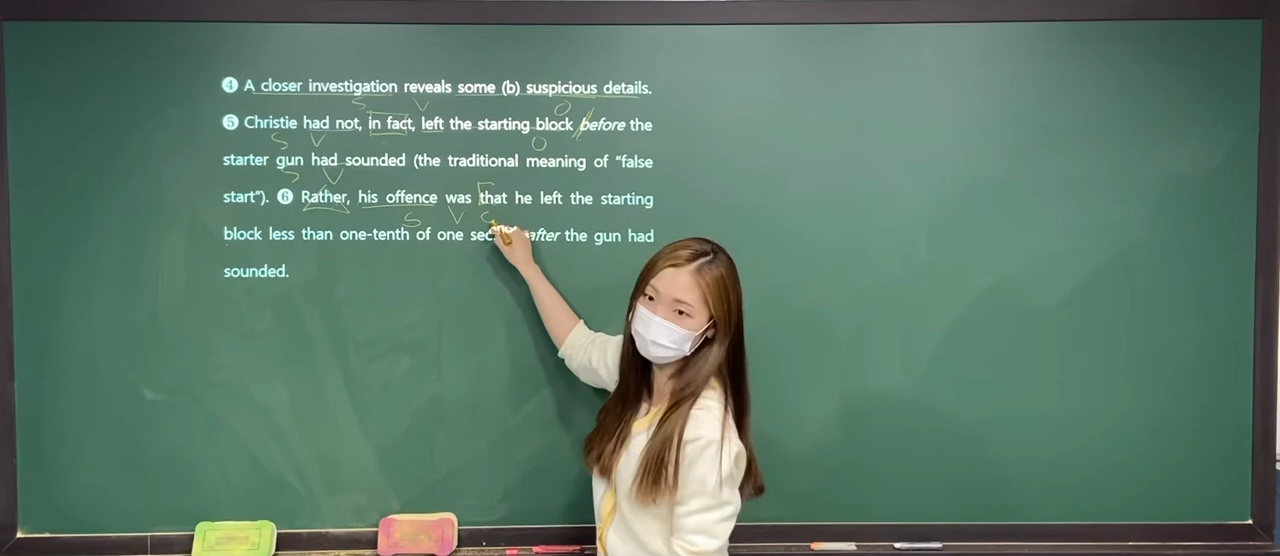 ❹ A closer investigation reveals some (b) suspicious details.
S V O
❺ Christie had not, in fact, left the starting block before the
S V O
starter gun had sounded (the traditional meaning of “false
S V
start”). ❻ Rather, his offence was that he left the starting
S V C
block less than one-tenth of one after the gun had
sounded.